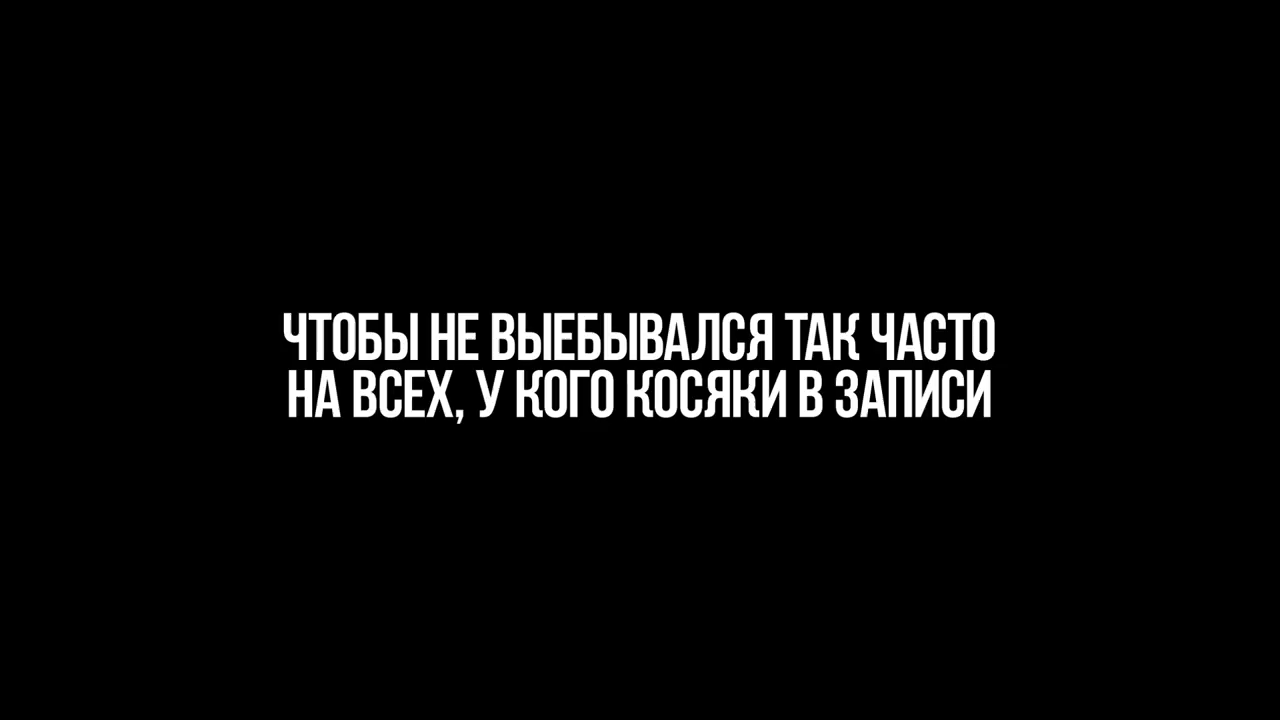 ЧТОБЫ НЕ ВЫЕБЫВАЛСЯ ТАК ЧАСТО
НА ВСЕХ, У КОГО КОСЯКИ В ЗАПИСИ